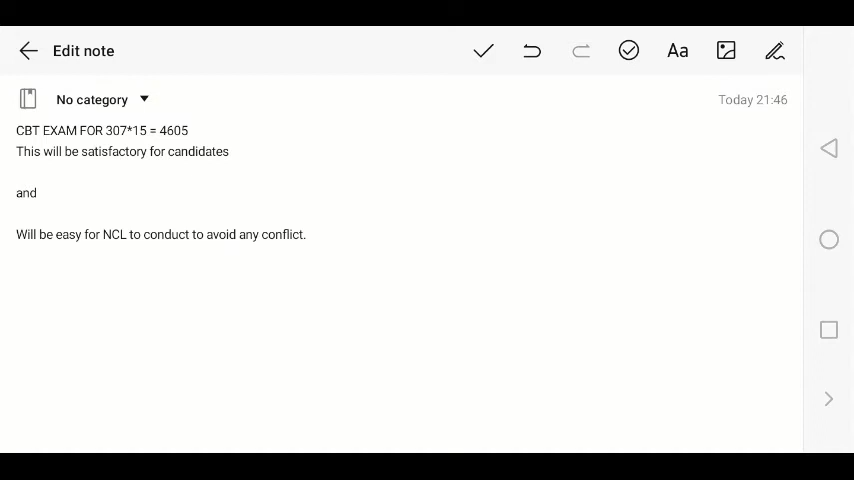 Edit note
Aa
No category
Today 21:46
CBT EXAM FOR 307*15 = 4605
This will be satisfactory for candidates
and
Will be easy for NCL to conduct to avoid any conflict.